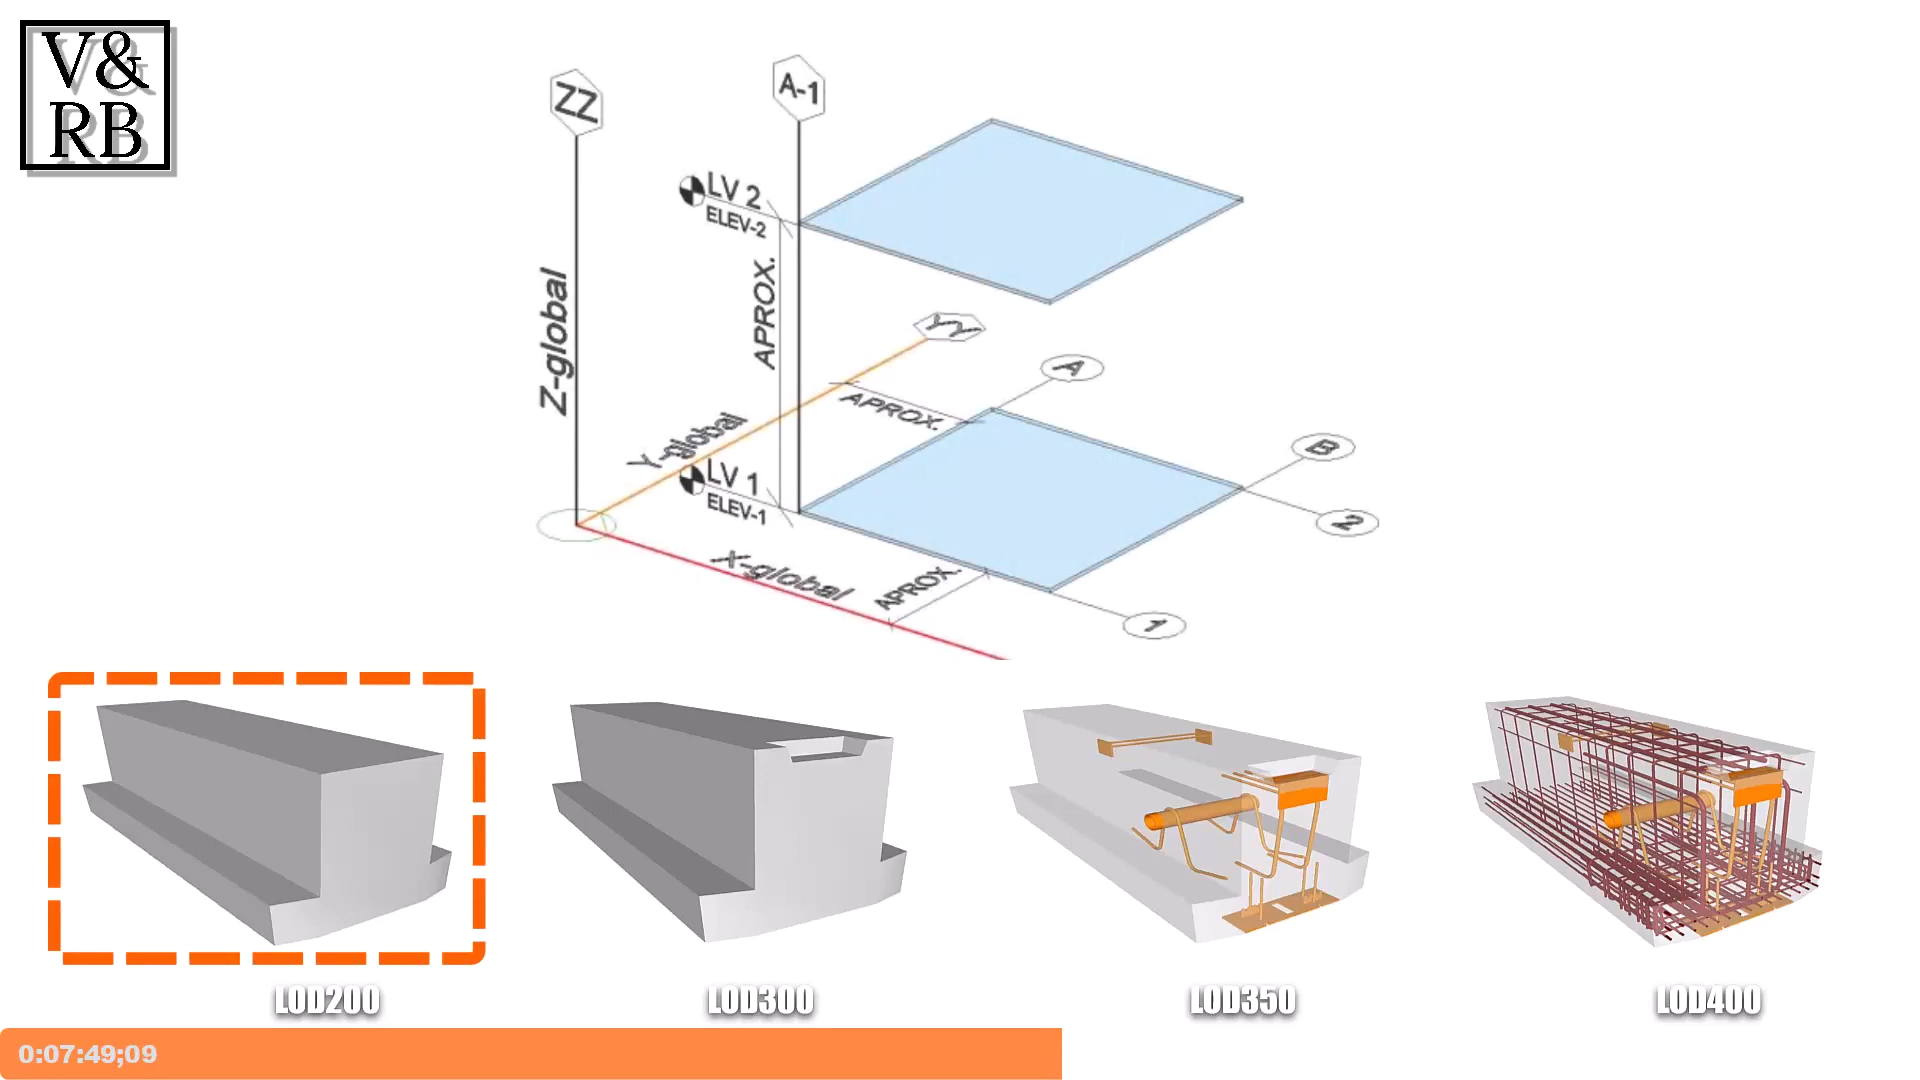 V&
RB
ZZ
A-1
LV 2
ELEV-2
Z-global
APROX.
YY
A
APROX.
Y-global
B
LV 1
ELEV-1
2
X-global
APROX.
1
LOD200
LOD300
LOD350
LOD400
0:07:49;09